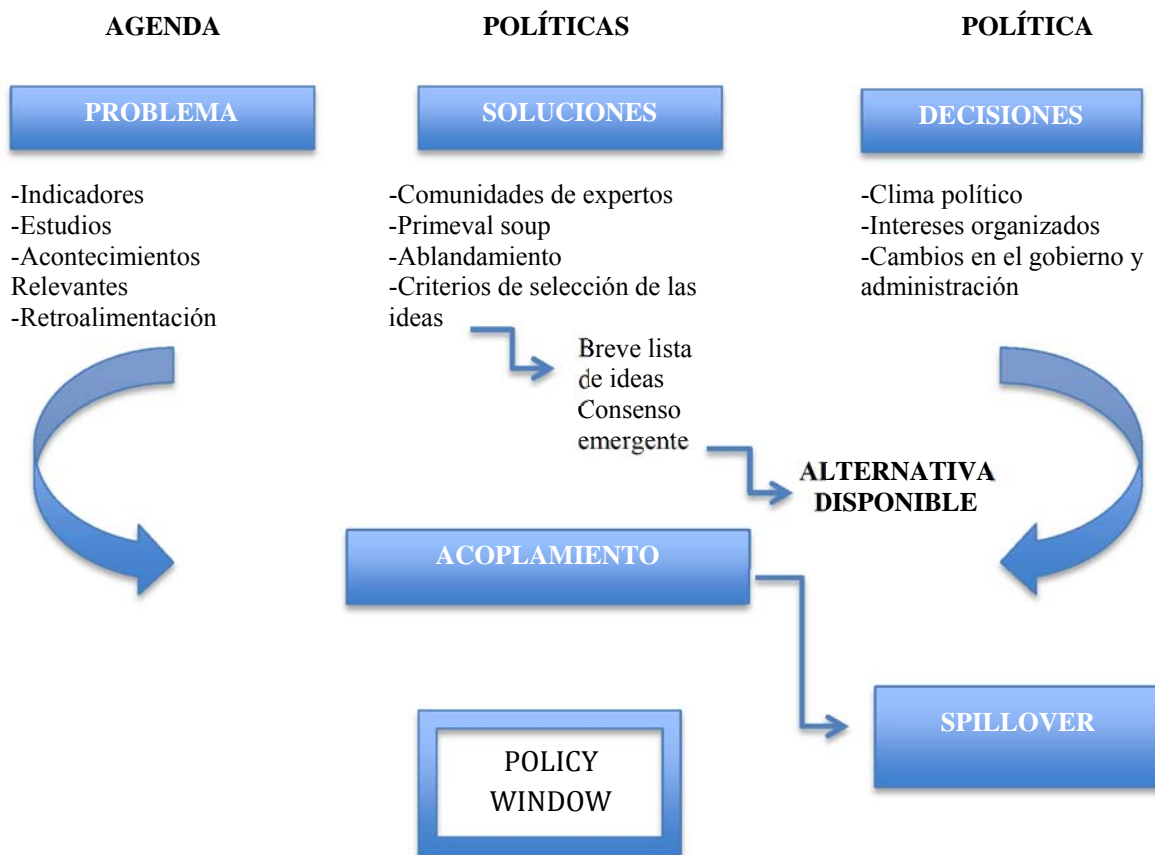 AGENDA
POLÍTICAS
POLÍTICA
PROBLEMA
SOLUCIONES
DECISIONES
-Indicadores
-Estudios
-Acontecimientos
Relevantes
-Retroalimentación
-Comunidades de expertos
-Primeval soup
-Ablandamiento
-Criterios de selección de las
ideas
-Clima político
-Intereses organizados
-Cambios en el gobierno y
administración
Breve lista
de ideas
Consenso
emergente
ALTERNATIVA
DISPONIBLE
ACOPLAMIENTO
SPILLOVER
POLICY
WINDOW